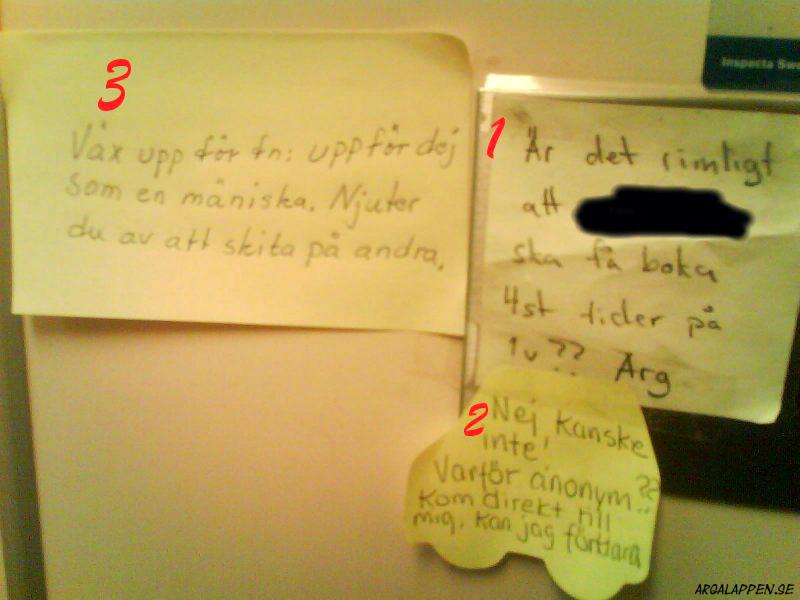 Inspecta Swe
1
Är det rimligt
att
ska få boka
4st tider på
1v ?? Arg
2
Nej kanske
inte!
Varför anonym ??
kom direkt till
mig, kan jag förklara
3
Väx upp för fn: uppför dej
som en mäniska. Njuter
du av att skita på andra.
ARGALAPPEN.SE